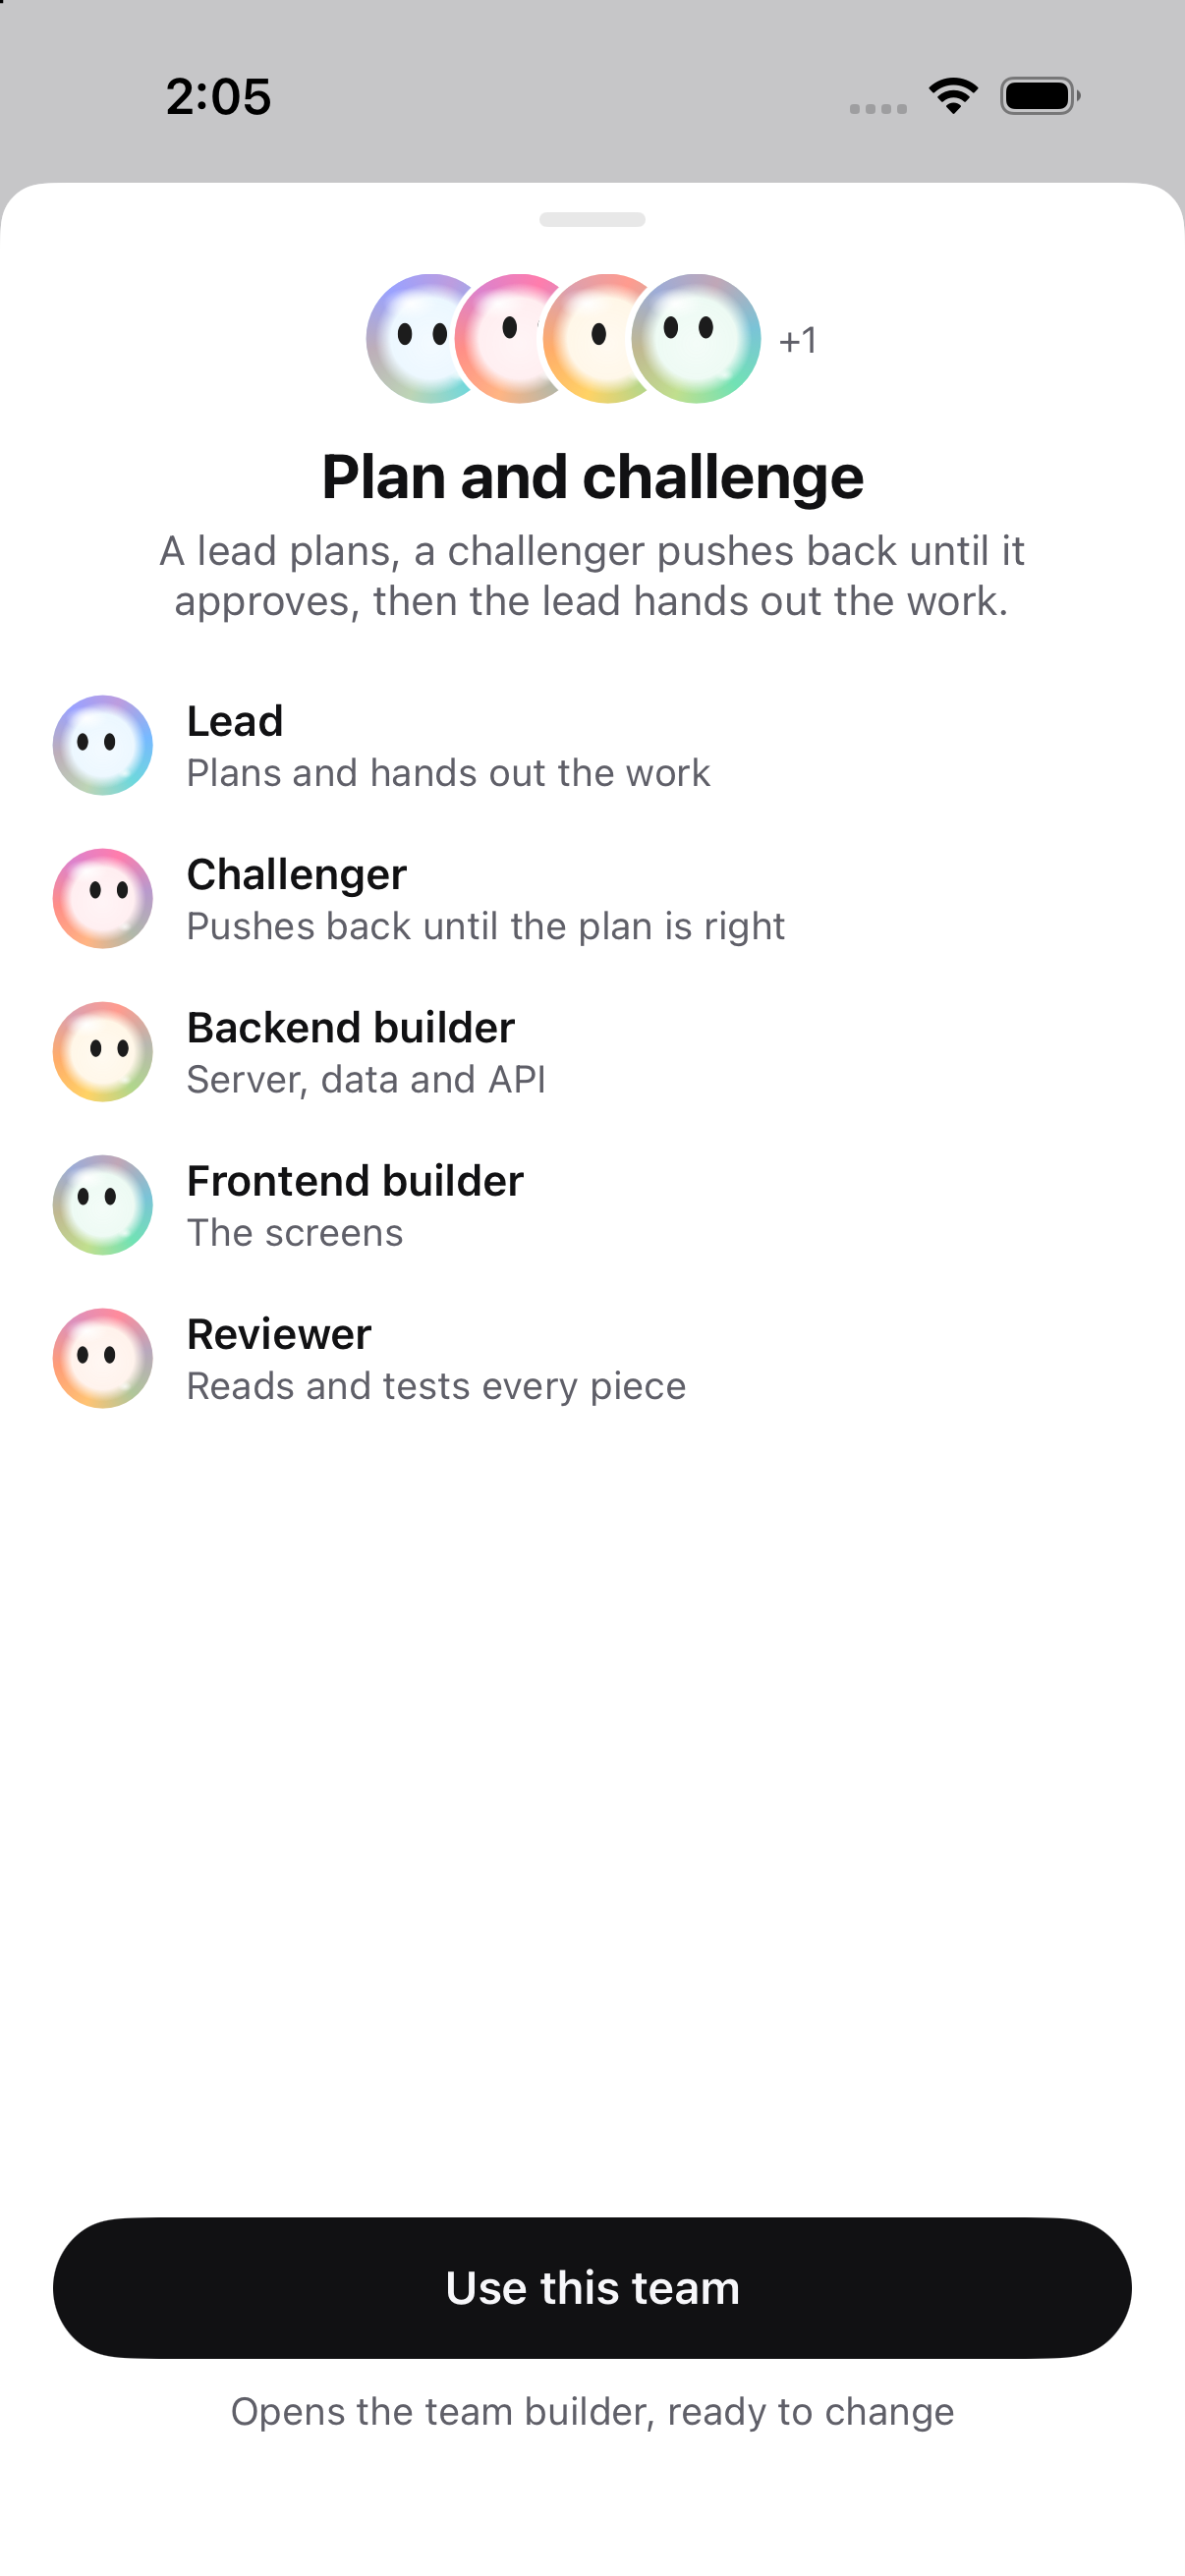 2:05
+1
Plan and challenge
A lead plans, a challenger pushes back until it
approves, then the lead hands out the work.
Lead
Plans and hands out the work
Challenger
Pushes back until the plan is right
Backend builder
Server, data and API
Frontend builder
The screens
Reviewer
Reads and tests every piece
Use this team
Opens the team builder, ready to change